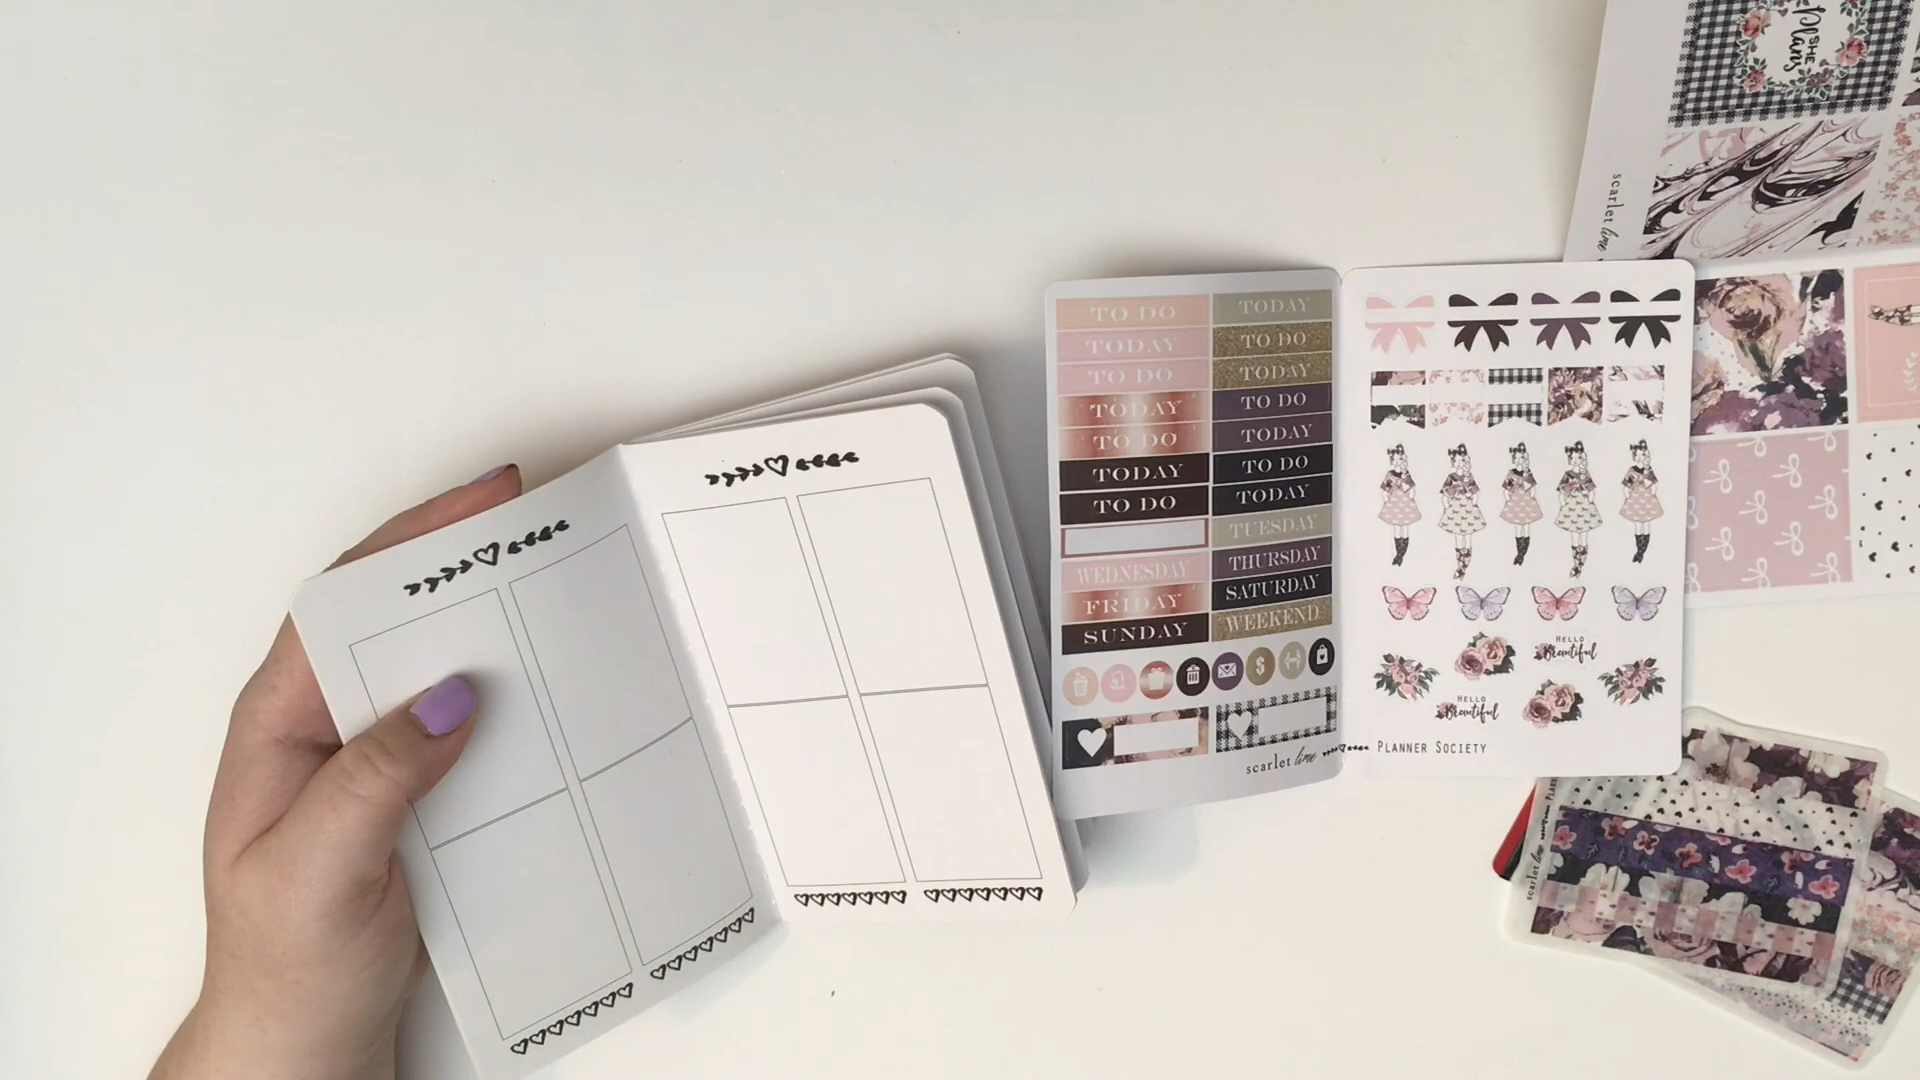 TO DO
TODAY
TODAY
TO DO
TO DO
TODAY
TODAY
TO DO
TO DO
TODAY
TODAY
TO DO
TO DO
TODAY
TUESDAY
WEDNESDAY
THURSDAY
FRIDAY
SATURDAY
SUNDAY
WEEKEND
$
scarlet lime
PLANNER SOCIETY
HELLO
Beautiful
HELLO
Beautiful
SHE
plans
scarlet lime
scarlet lime